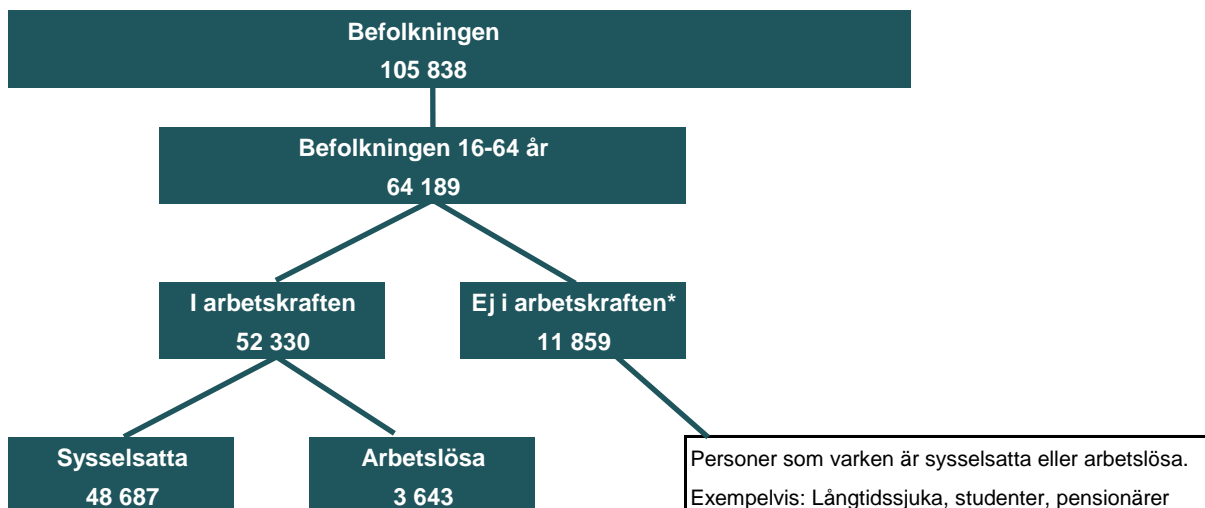 Befolkningen
105 838
Befolkningen 16-64 år
64 189
I arbetskraften
52 330
Ej i arbetskraften*
11 859
Sysselsatta
48 687
Arbetslösa
3 643
Personer som varken är sysselsatta eller arbetslösa.
Exempelvis: Långtidssjuka, studenter, pensionärer